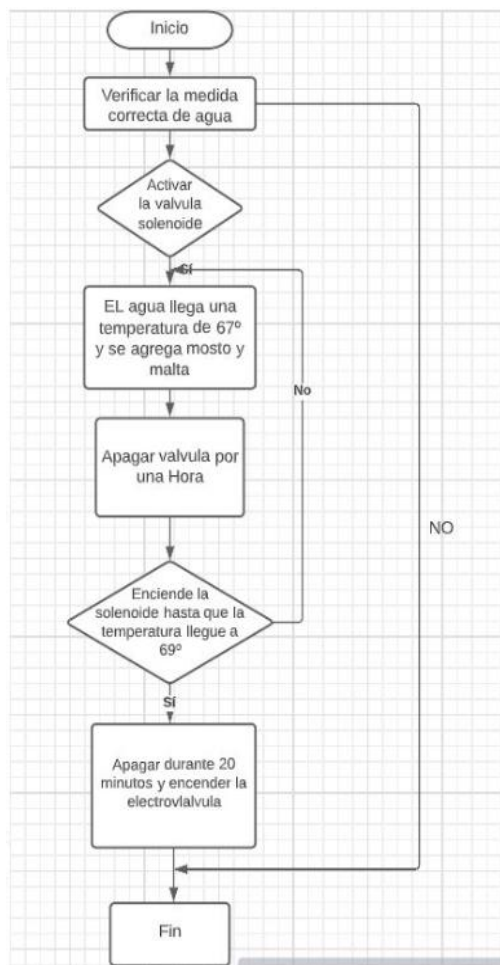 Inicio
Verificar la medida
correcta de agua
Activar
la valvula
solenoide
Sí
EL agua llega una
temperatura de 67º
y se agrega mosto y
malta
No
Apagar valvula por
una Hora
NO
Enciende la
solenoide hasta que la
temperatura llegue a
69º
Sí
Apagar durante 20
minutos y encender la
electrovlalvula
Fin